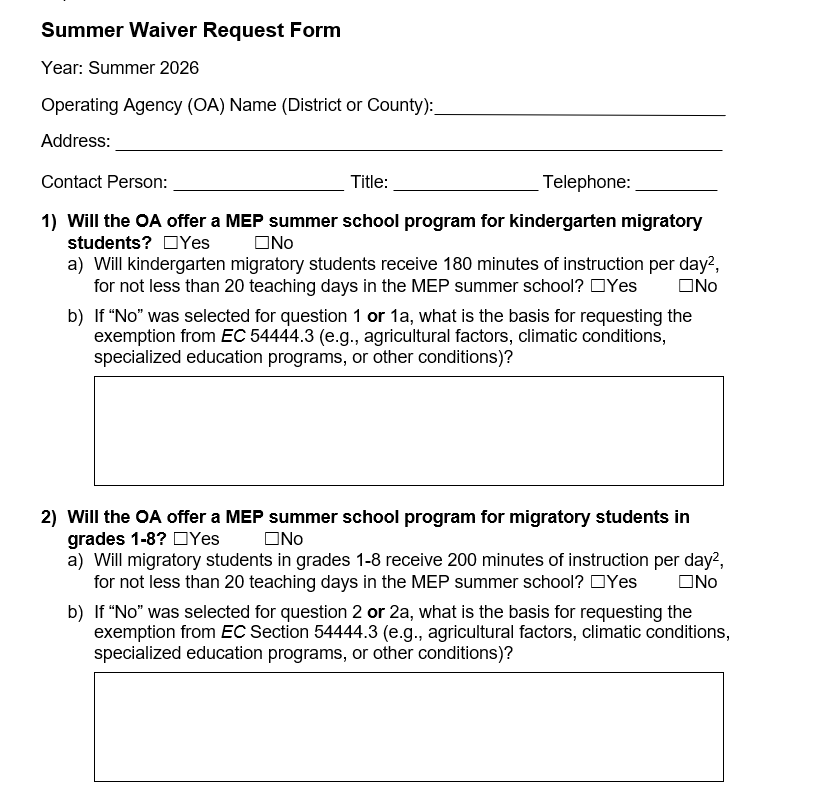 Summer Waiver Request Form
Year: Summer 2026
Operating Agency (OA) Name (District or County):
Address:
Contact Person: Title: Telephone:
1) Will the OA offer a MEP summer school program for kindergarten migratory
students? ☐Yes ☐No
a) Will kindergarten migratory students receive 180 minutes of instruction per day²,
for not less than 20 teaching days in the MEP summer school? ☐Yes ☐No
b) If “No” was selected for question 1 or 1a, what is the basis for requesting the
exemption from EC 54444.3 (e.g., agricultural factors, climatic conditions,
specialized education programs, or other conditions)?
2) Will the OA offer a MEP summer school program for migratory students in
grades 1-8? ☐Yes ☐No
a) Will migratory students in grades 1-8 receive 200 minutes of instruction per day²,
for not less than 20 teaching days in the MEP summer school? ☐Yes ☐No
b) If “No” was selected for question 2 or 2a, what is the basis for requesting the
exemption from EC Section 54444.3 (e.g., agricultural factors, climatic conditions,
specialized education programs, or other conditions)?